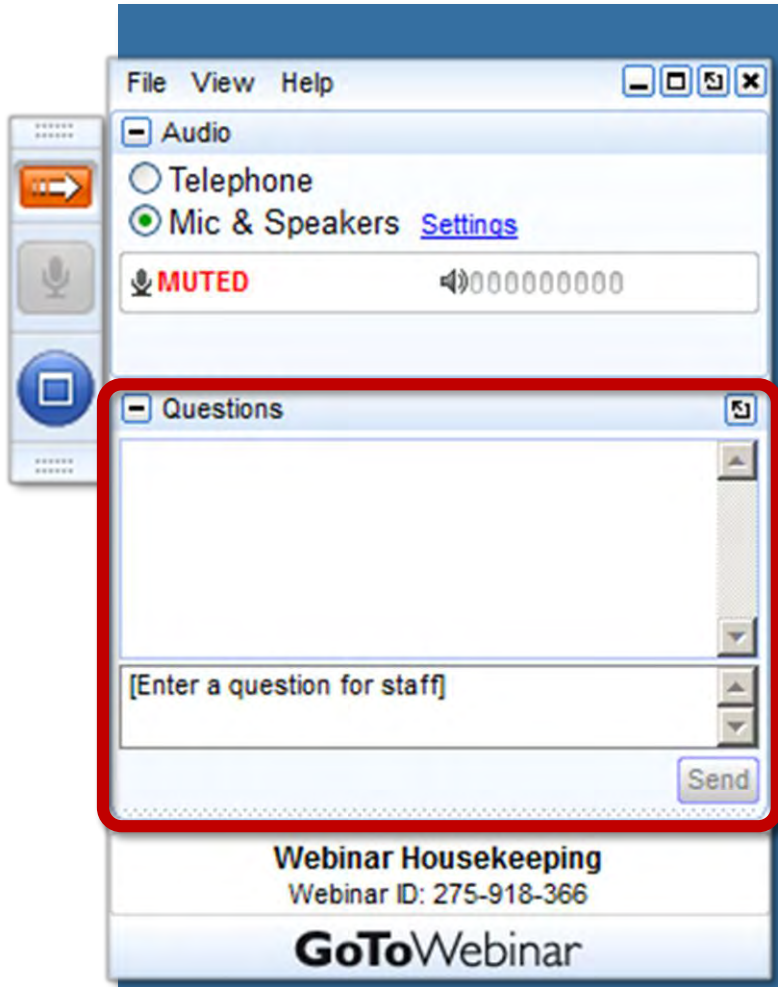 File View Help
Audio
Telephone
Mic & Speakers Settings
MUTED
Questions
[Enter a question for staff]
Send
Webinar Housekeeping
Webinar ID: 275-918-366
GoToWebinar